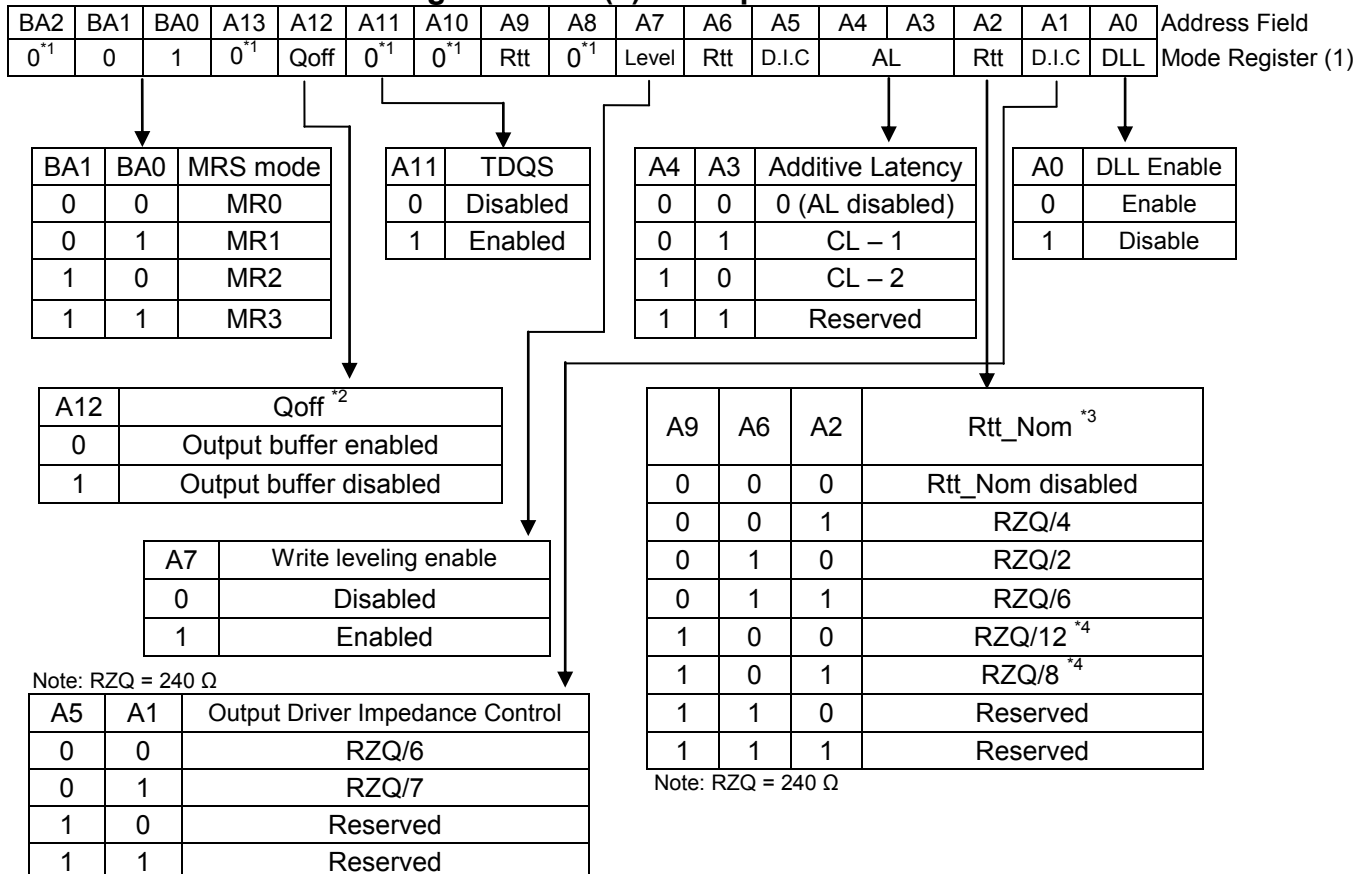 BA2 BA1 BA0 A13 A12 A11 A10 A9 A8 A7 A6 A5 A4 A3 A2 A1 A0 Address Field
0*1 0 1 0*1 Qoff 0*1 0*1 Rtt 0*1 Level Rtt D.I.C AL Rtt D.I.C DLL Mode Register (1)
BA1 BA0 MRS mode
0 0 MR0
0 1 MR1
1 0 MR2
1 1 MR3
A11 TDQS
0 Disabled
1 Enabled
A4 A3 Additive Latency
0 0 0 (AL disabled)
0 1 CL – 1
1 0 CL – 2
1 1 Reserved
A0 DLL Enable
0 Enable
1 Disable
A12 Qoff *2
0 Output buffer enabled
1 Output buffer disabled
A9 A6 A2 Rtt_Nom *3
0 0 0 Rtt_Nom disabled
0 0 1 RZQ/4
0 1 0 RZQ/2
0 1 1 RZQ/6
1 0 0 RZQ/12 *4
1 0 1 RZQ/8 *4
1 1 0 Reserved
1 1 1 Reserved
Note: RZQ = 240 Ω
A7 Write leveling enable
0 Disabled
1 Enabled
Note: RZQ = 240 Ω
A5 A1 Output Driver Impedance Control
0 0 RZQ/6
0 1 RZQ/7
1 0 Reserved
1 1 Reserved